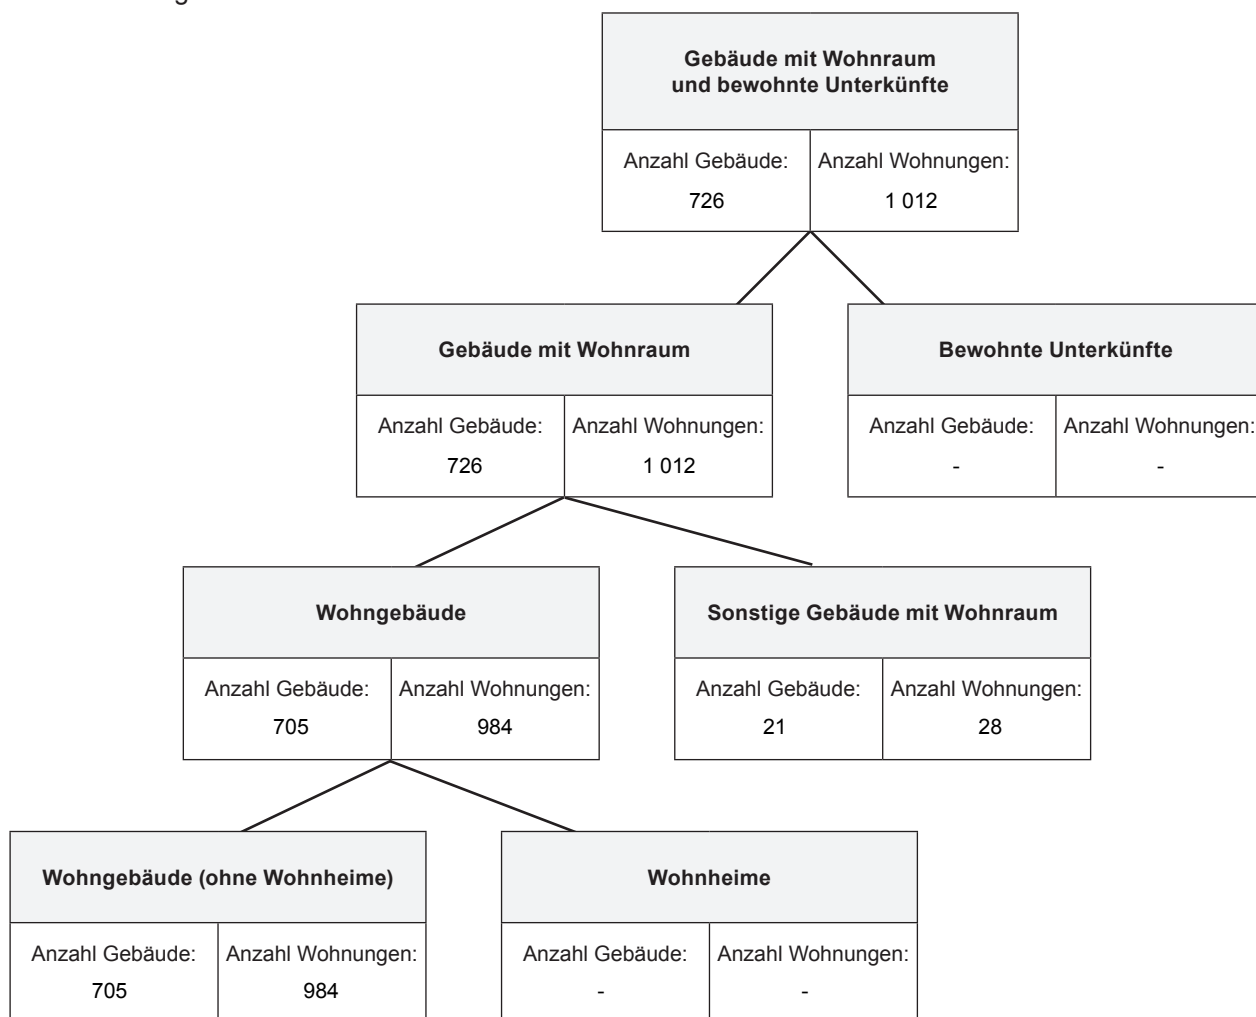 Gebäude mit Wohnraum
und bewohnte Unterkünfte
Anzahl Gebäude: Anzahl Wohnungen:
726 1 012
Gebäude mit Wohnraum
Anzahl Gebäude: Anzahl Wohnungen:
726 1 012
Bewohnte Unterkünfte
Anzahl Gebäude: Anzahl Wohnungen:
- -
Wohngebäude
Anzahl Gebäude: Anzahl Wohnungen:
705 984
Sonstige Gebäude mit Wohnraum
Anzahl Gebäude: Anzahl Wohnungen:
21 28
Wohngebäude (ohne Wohnheime)
Anzahl Gebäude: Anzahl Wohnungen:
705 984
Wohnheime
Anzahl Gebäude: Anzahl Wohnungen:
- -